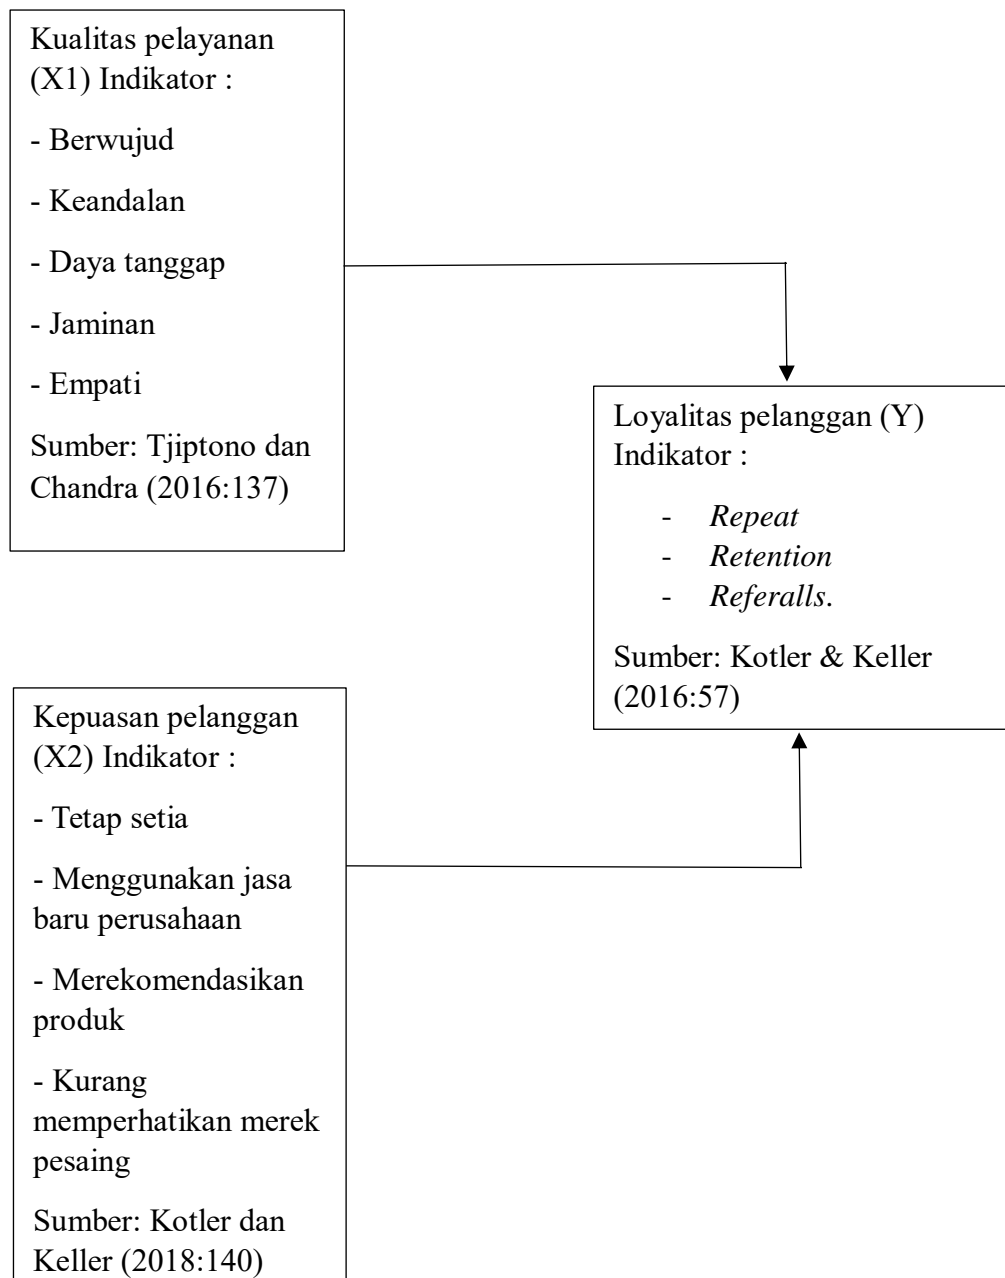 Kualitas pelayanan
(X1) Indikator :
- Berwujud
- Keandalan
- Daya tanggap
- Jaminan
- Empati
Sumber: Tjiptono dan
Chandra (2016:137)
Loyalitas pelanggan (Y)
Indikator :
- Repeat
- Retention
- Referalls.
Sumber: Kotler & Keller
(2016:57)
Kepuasan pelanggan
(X2) Indikator :
- Tetap setia
- Menggunakan jasa
baru perusahaan
- Merekomendasikan
produk
- Kurang
memperhatikan merek
pesaing
Sumber: Kotler dan
Keller (2018:140)